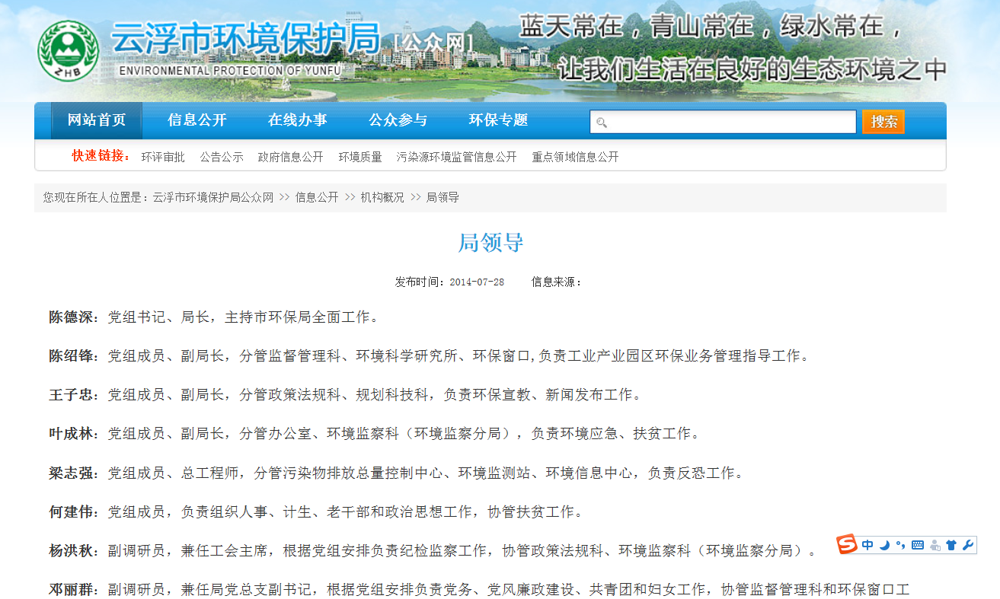 云浮市环境保护局 [公众网]
ENVIRONMENTAL PROTECTION OF YUNFU
ZHB
蓝天常在，青山常在，绿水常在，
让我们生活在良好的生态环境之中
网站首页 信息公开 在线办事 公众参与 环保专题 搜索
快速链接： 环评审批 公告公示 政府信息公开 环境质量 污染源环境监管信息公开 重点领域信息公开
您现在所在人位置是：云浮市环境保护局公众网 >> 信息公开 >> 机构概况 >> 局领导
局领导
发布时间：2014-07-28 信息来源：
陈德深：党组书记、局长，主持市环保局全面工作。
陈绍锋：党组成员、副局长，分管监督管理科、环境科学研究所、环保窗口,负责工业产业园区环保业务管理指导工作。
王子忠：党组成员、副局长，分管政策法规科、规划科技科，负责环保宣教、新闻发布工作。
叶成林：党组成员、副局长，分管办公室、环境监察科（环境监察分局），负责环境应急、扶贫工作。
梁志强：党组成员、总工程师，分管污染物排放总量控制中心、环境监测站、环境信息中心，负责反恐工作。
何建伟：党组成员，负责组织人事、计生、老干部和政治思想工作，协管扶贫工作。
杨洪秋：副调研员，兼任工会主席，根据党组安排负责纪检监察工作，协管政策法规科、环境监察科（环境监察分局）。
S 中
邓丽群：副调研员，兼任局党总支副书记，根据党组安排负责党务、党风廉政建设、共青团和妇女工作，协管监督管理科和环保窗口工